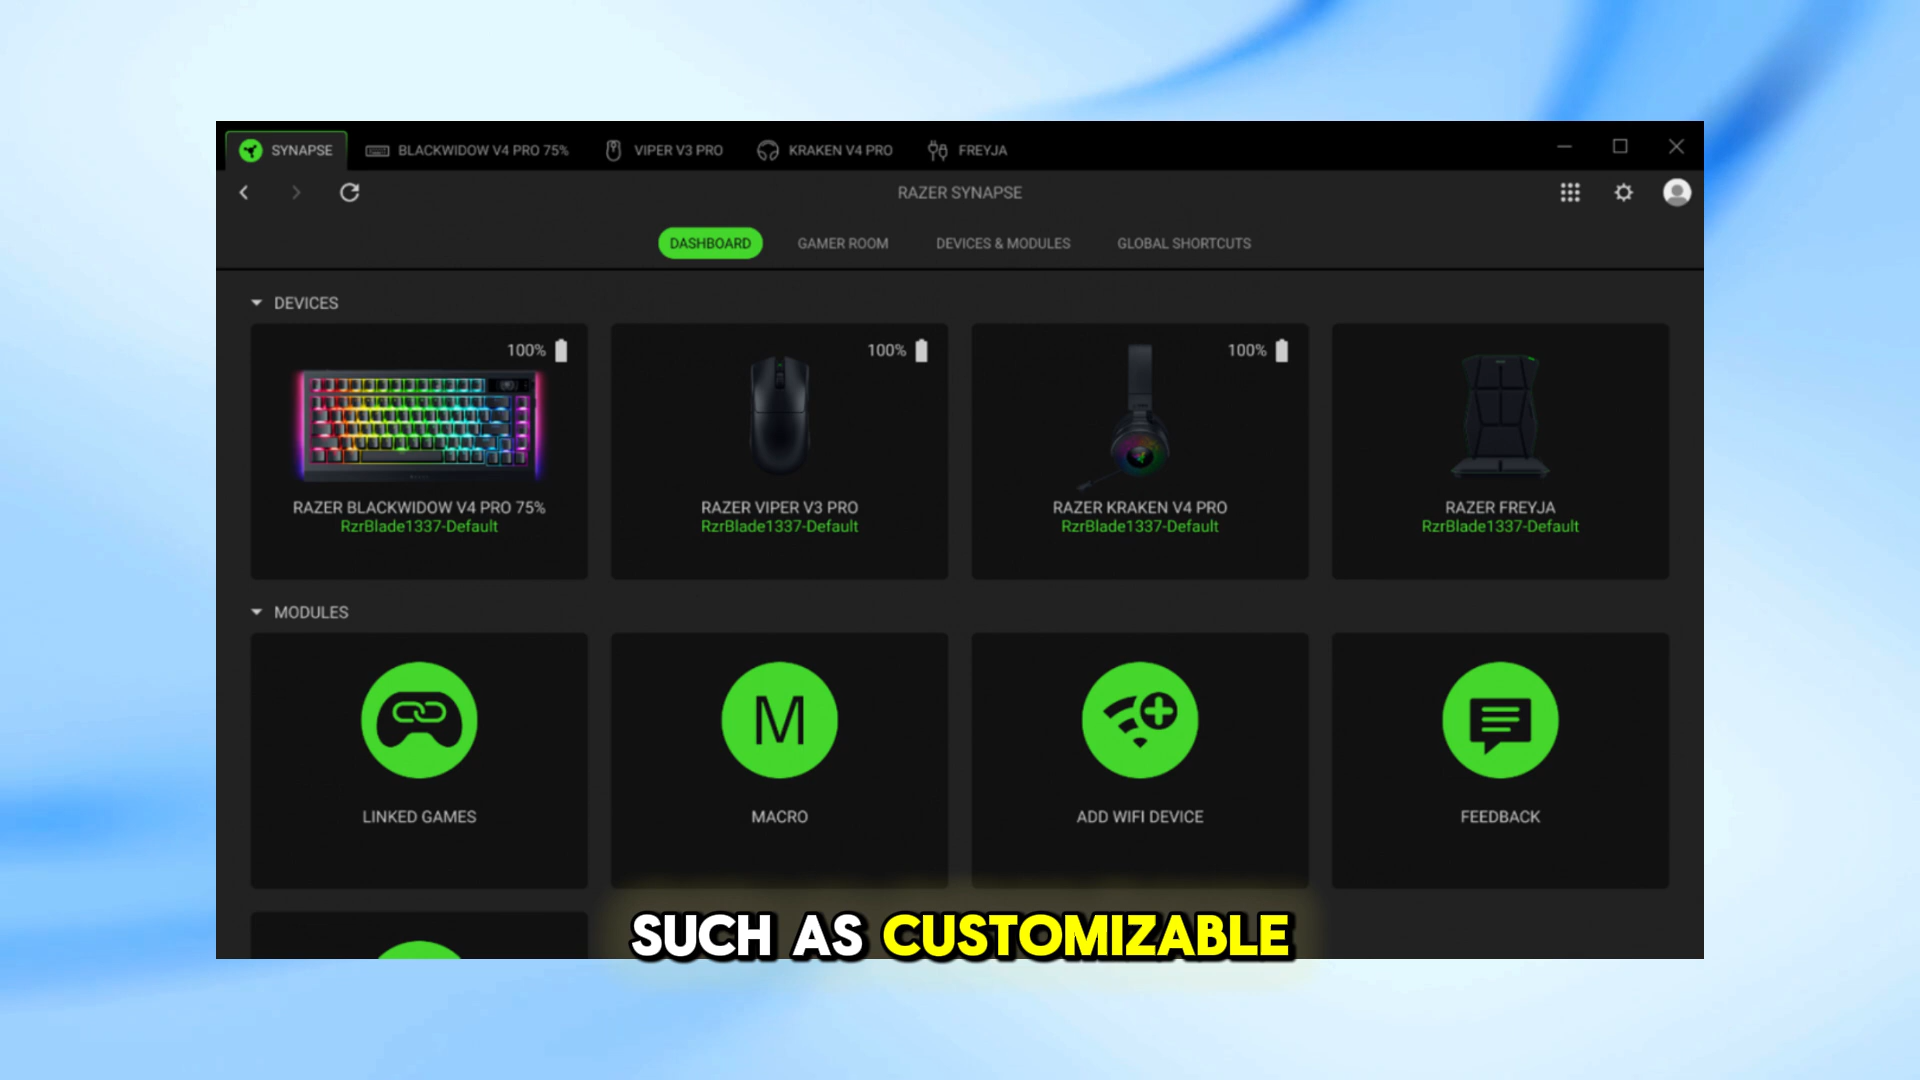 SYNAPSE BLACKWIDOW V4 PRO 75% VIPER V3 PRO KRAKEN V4 PRO FREYJA
RAZER SYNAPSE
DASHBOARD GAMER ROOM DEVICES & MODULES GLOBAL SHORTCUTS
DEVICES
100% 100% 100%
RAZER BLACKWIDOW V4 PRO 75% RAZER VIPER V3 PRO RAZER KRAKEN V4 PRO RAZER FREYJA
RzrBlade1337-Default RzrBlade1337-Default RzrBlade1337-Default RzrBlade1337-Default
MODULES
M
LINKED GAMES MACRO ADD WIFI DEVICE FEEDBACK
SUCH AS CUSTOMIZABLE